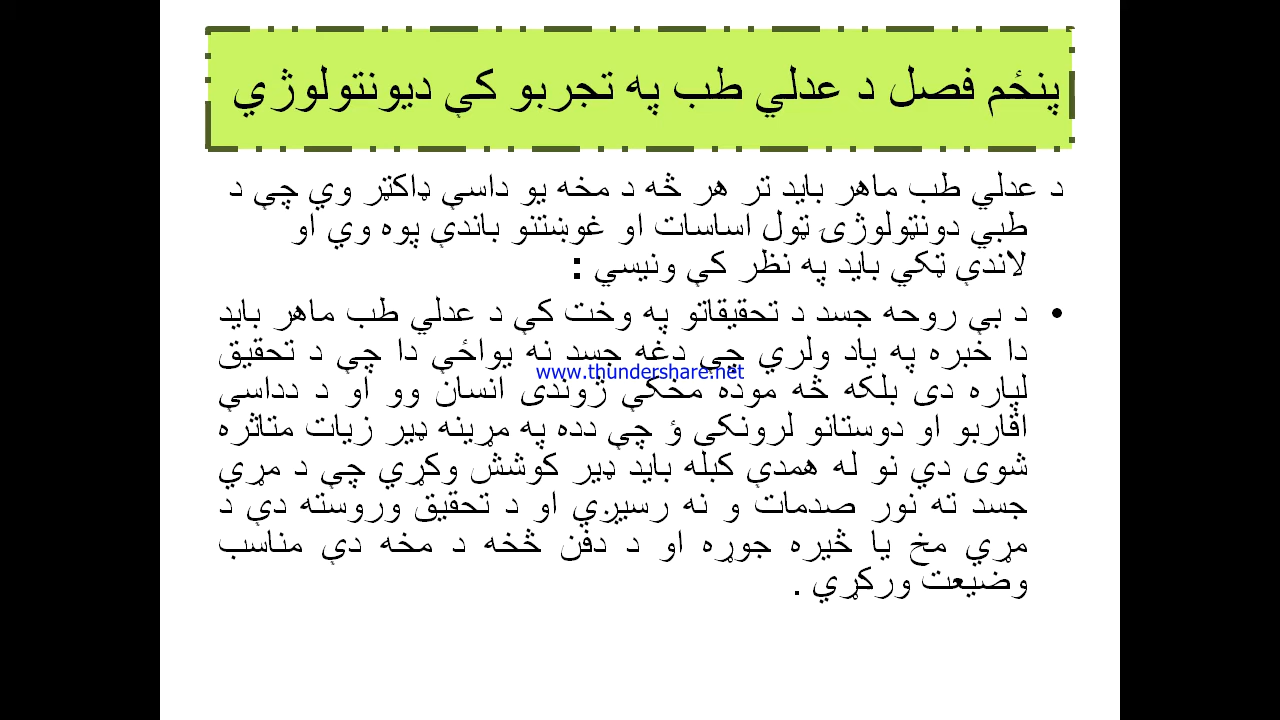 پنځم فصل د عدلي طب په تجربو کې ديونتولوژي
د عدلي طب ماهر بايد تر هر څه د مخه يو داسې ډاکټر وي چې د
طبي دونټولوژۍ ټول اساسات او غوښتنو باندې پوه وي او
لاندې ټکي بايد په نظر کې ونيسي :
• د بې روحه جسد د تحقيقاتو په وخت کې د عدلي طب ماهر بايد
دا خبره په ياد ولري چې دغه جسد نه يواځې دا چې د تحقيق
www.thundershare.net
لپاره دی بلکه څه موده مخکې ژوندی انسان وو او د دداسې
اقاربو او دوستانو لرونکی ؤ چې دده په مړينه ډير زيات متاثره
شوی دي نو له همدې کبله بايد ډير کوشش وکړي چې د مړي
جسد ته نور صدمات و نه رسيږي او د تحقيق وروسته دې د
مړي مخ يا څيره جوړه او د دفن څخه د مخه دې مناسب
وضيعت ورکړي .